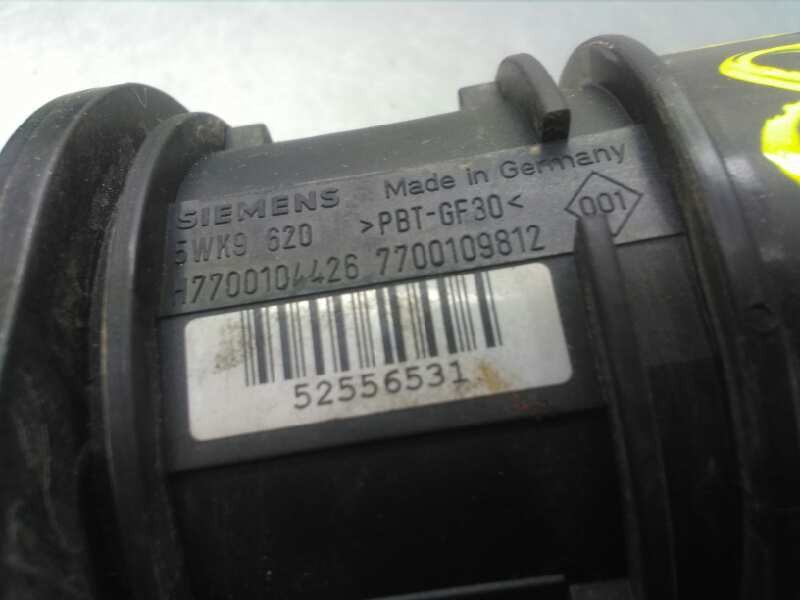 SIEMENS Made in Germany
5WK9 620 >PBT-GF30< 001
H7700104426 7700109812
52556531